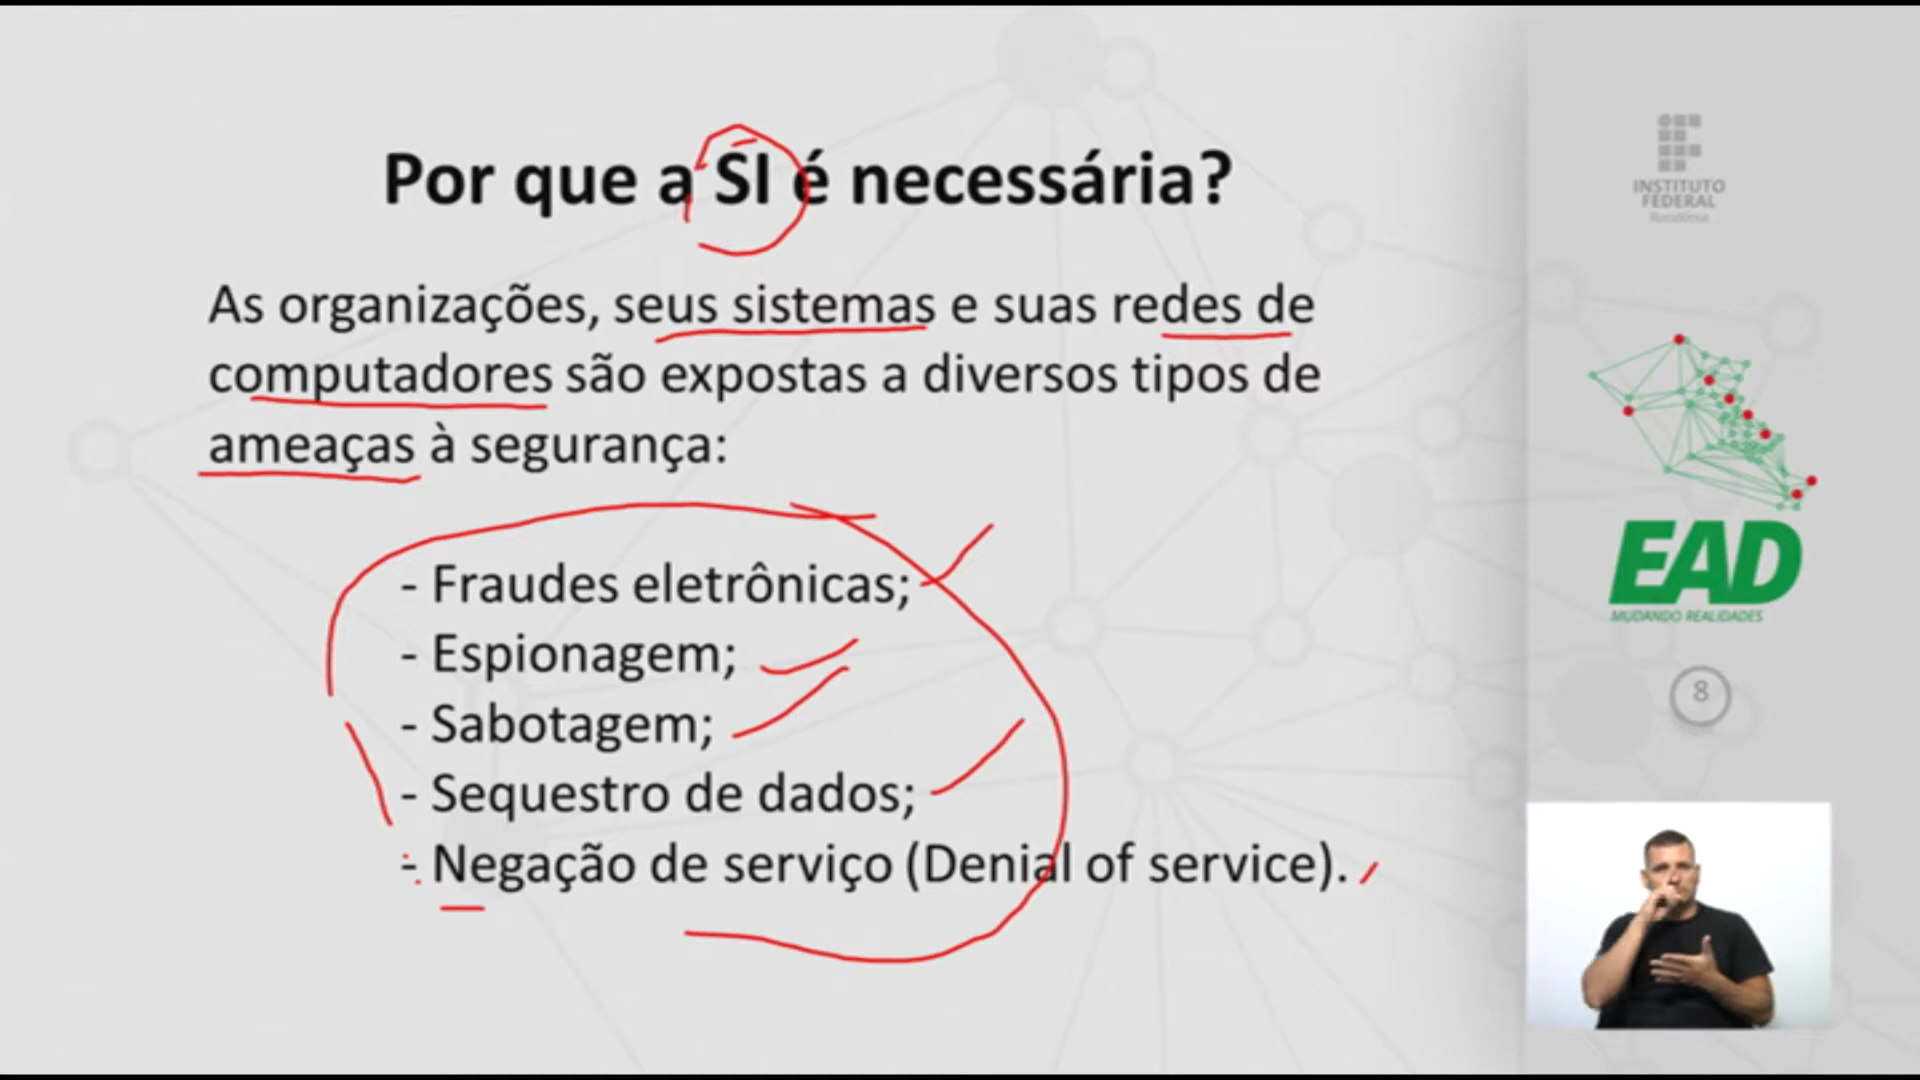 Por que a SI é necessária?
As organizações, seus sistemas e suas redes de
computadores são expostas a diversos tipos de
ameaças à segurança:
- Fraudes eletrônicas;
- Espionagem;
- Sabotagem;
- Sequestro de dados;
- Negação de serviço (Denial of service).
INSTITUTO
FEDERAL
Rondônia
EAD
MUDANDO REALIDADES
8